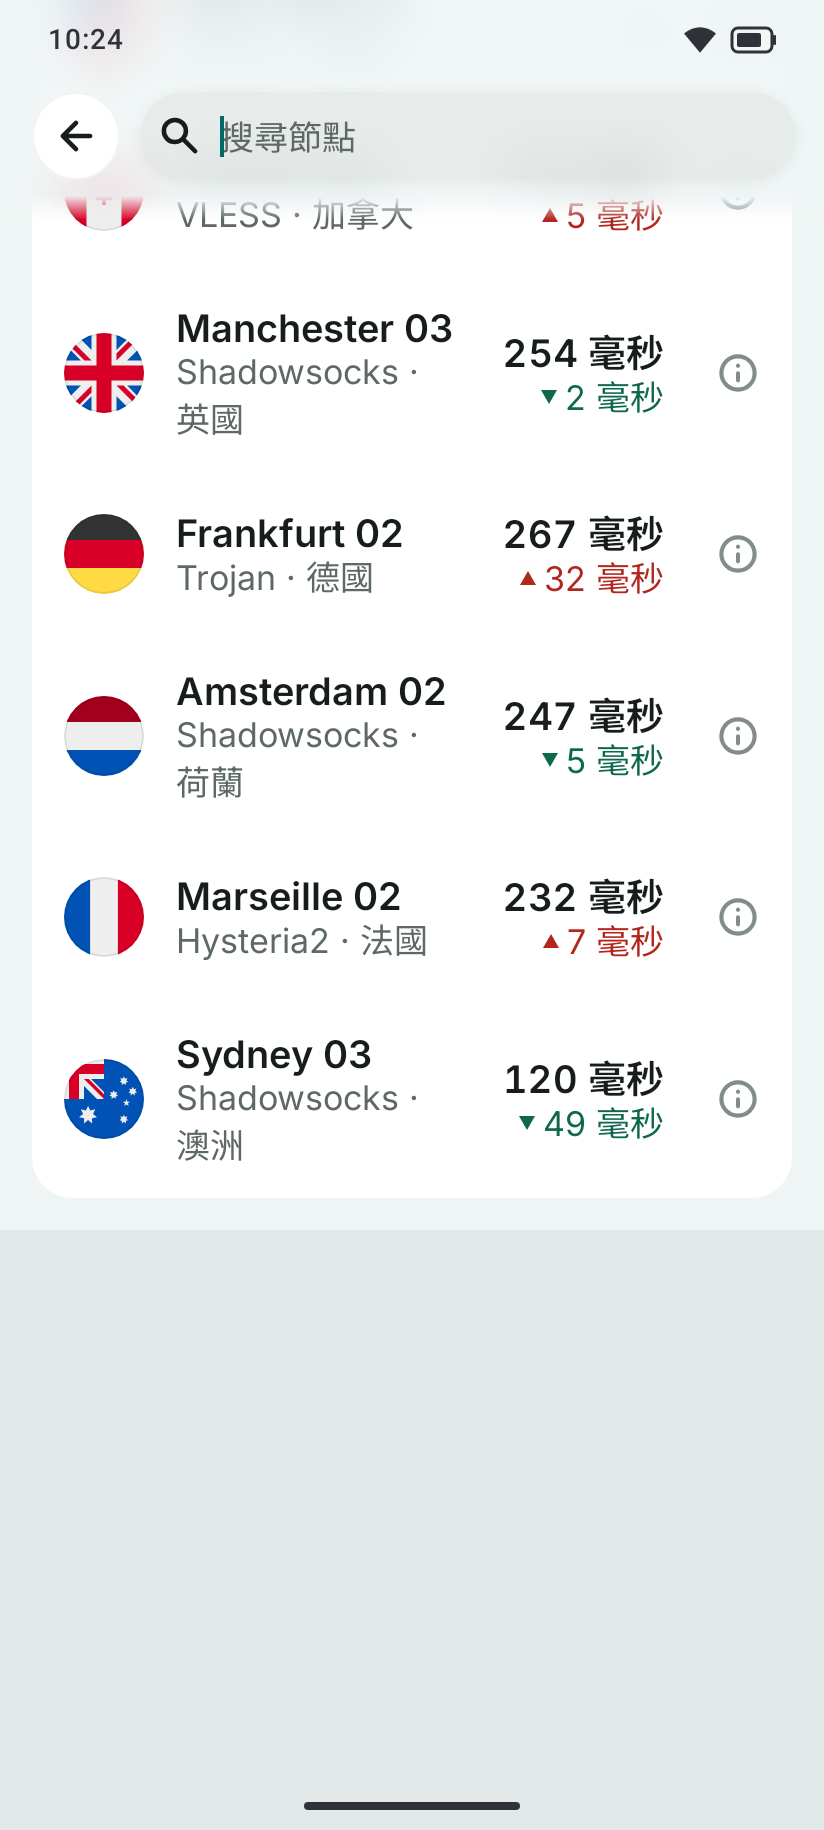 10:24
搜尋節點
VLESS · 加拿大
▲5 毫秒
Manchester 03
Shadowsocks ·
英國
254 毫秒
▼2 毫秒
Frankfurt 02
Trojan · 德國
267 毫秒
▲32 毫秒
Amsterdam 02
Shadowsocks ·
荷蘭
247 毫秒
▼5 毫秒
Marseille 02
Hysteria2 · 法國
232 毫秒
▲7 毫秒
Sydney 03
Shadowsocks ·
澳洲
120 毫秒
▼49 毫秒